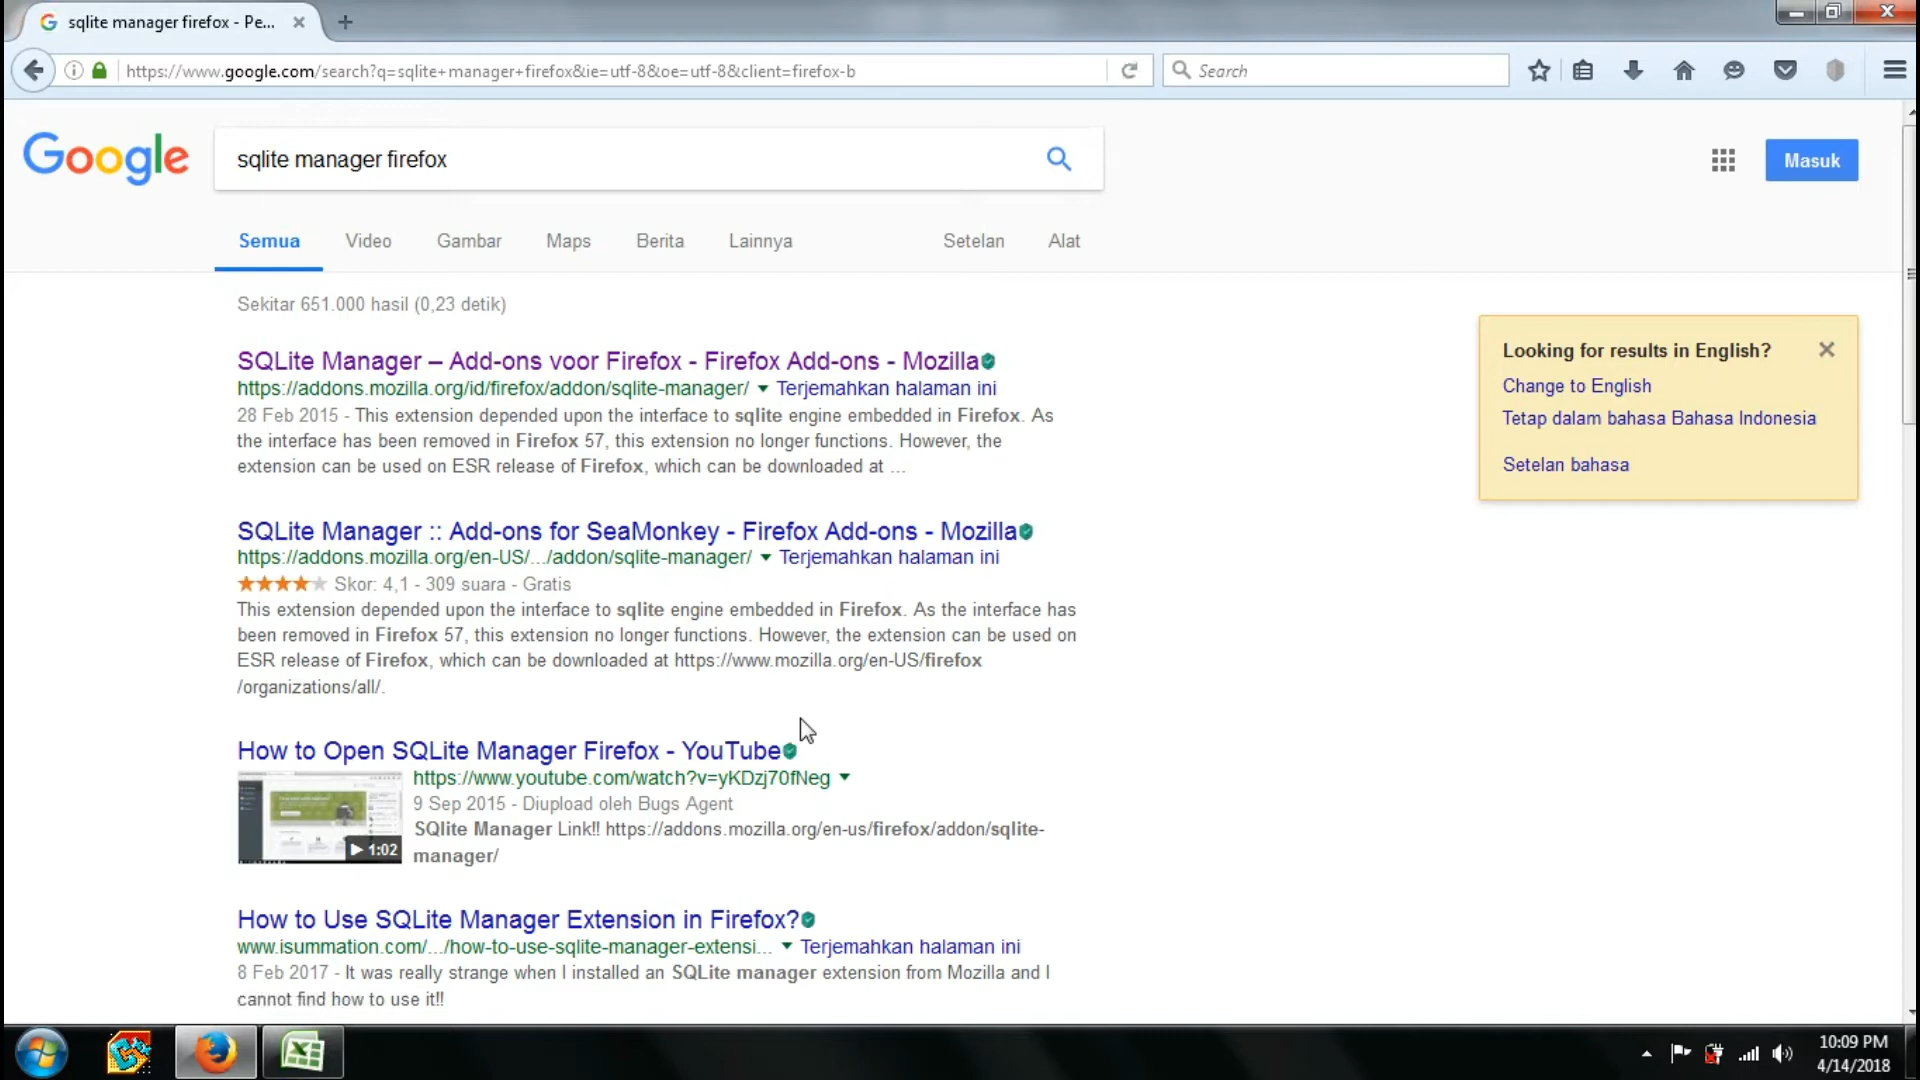 sqlite manager firefox - Pe...
https://www.google.com/search?q=sqlite+manager+firefox&ie=utf-8&oe=utf-8&client=firefox-b
Search
Google
sqlite manager firefox
Masuk
Semua Video Gambar Maps Berita Lainnya Setelan Alat
Sekitar 651.000 hasil (0,23 detik)
SQLite Manager – Add-ons voor Firefox - Firefox Add-ons - Mozilla
https://addons.mozilla.org/id/firefox/addon/sqlite-manager/ Terjemahkan halaman ini
28 Feb 2015 - This extension depended upon the interface to sqlite engine embedded in Firefox. As
the interface has been removed in Firefox 57, this extension no longer functions. However, the
extension can be used on ESR release of Firefox, which can be downloaded at ...
SQLite Manager :: Add-ons for SeaMonkey - Firefox Add-ons - Mozilla
https://addons.mozilla.org/en-US/.../addon/sqlite-manager/ Terjemahkan halaman ini
Skor: 4,1 - 309 suara - Gratis
This extension depended upon the interface to sqlite engine embedded in Firefox. As the interface has
been removed in Firefox 57, this extension no longer functions. However, the extension can be used on
ESR release of Firefox, which can be downloaded at https://www.mozilla.org/en-US/firefox
/organizations/all/.
How to Open SQLite Manager Firefox - YouTube
https://www.youtube.com/watch?v=yKDzj70fNeg
9 Sep 2015 - Diupload oleh Bugs Agent
SQlite Manager Link!! https://addons.mozilla.org/en-us/firefox/addon/sqlite-
manager/
1:02
How to Use SQLite Manager Extension in Firefox?
www.isummation.com/.../how-to-use-sqlite-manager-extensi... Terjemahkan halaman ini
8 Feb 2017 - It was really strange when I installed an SQLite manager extension from Mozilla and I
cannot find how to use it!!
Looking for results in English?
Change to English
Tetap dalam bahasa Bahasa Indonesia
Setelan bahasa
10:09 PM
4/14/2018